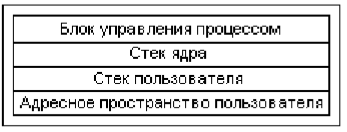 Блок управления процессом
Стек ядра
Стек пользователя
Адресное пространство пользователя